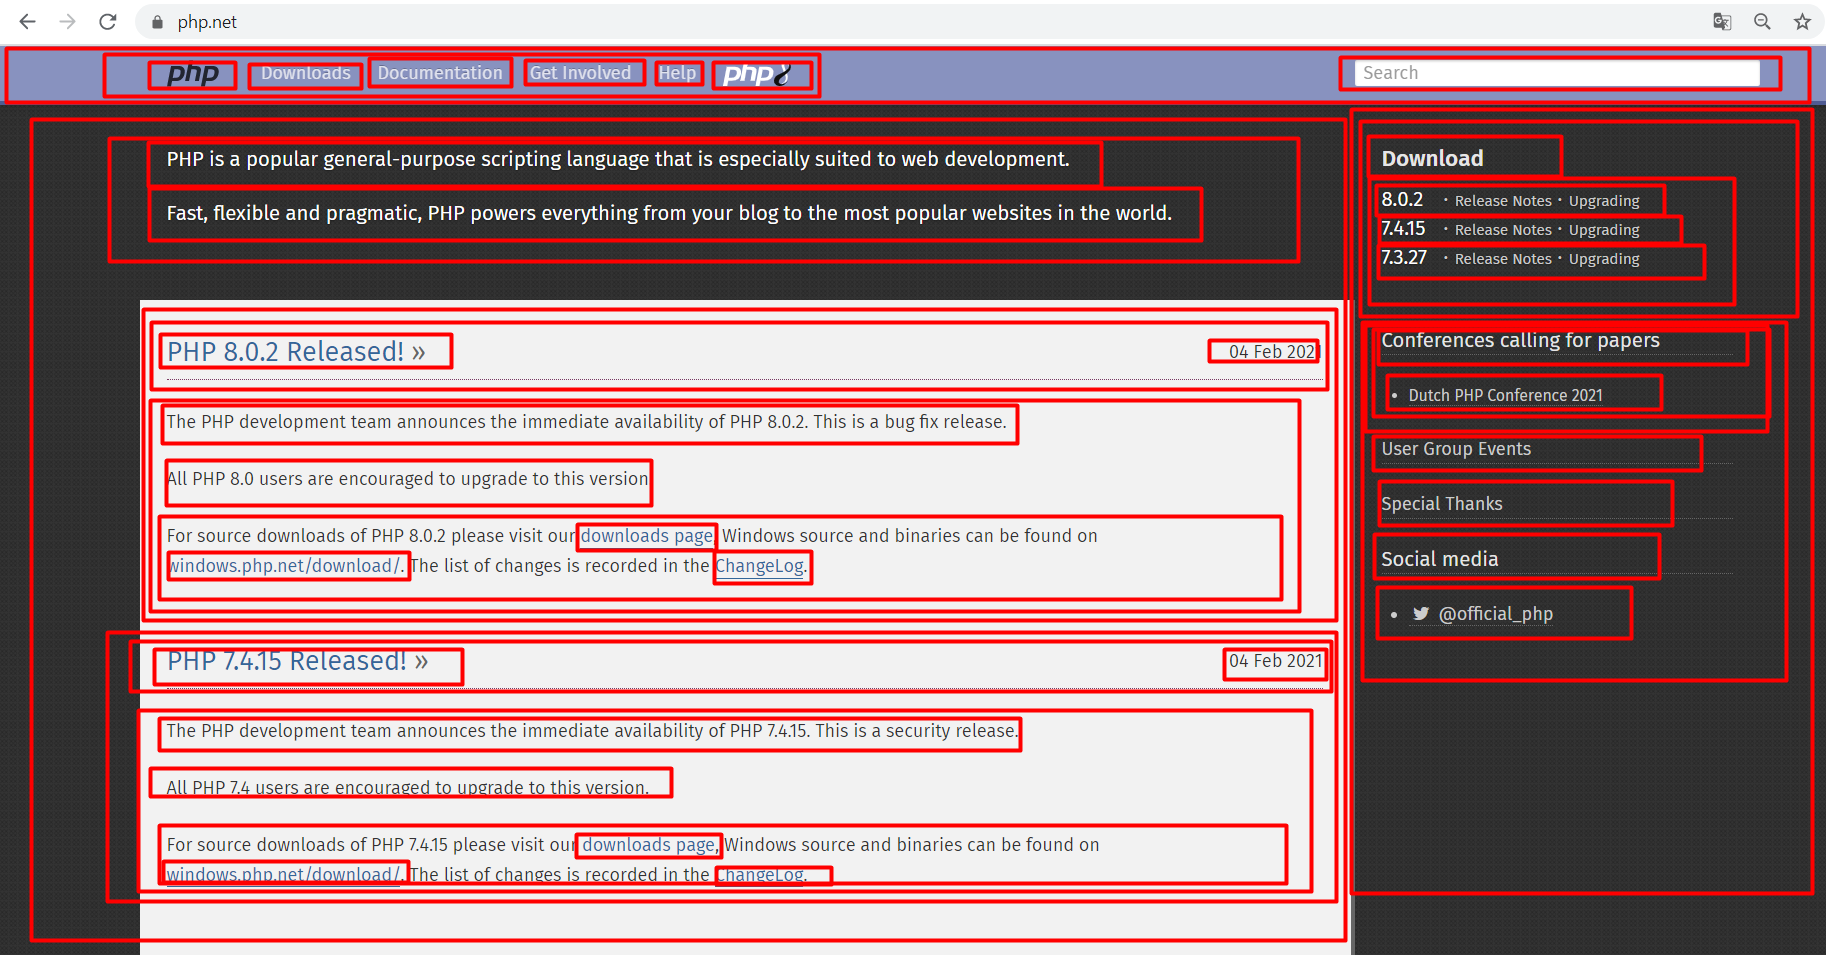 php.net
php Downloads Documentation Get Involved Help php8 Search
PHP is a popular general-purpose scripting language that is especially suited to web development.
Fast, flexible and pragmatic, PHP powers everything from your blog to the most popular websites in the world.
PHP 8.0.2 Released! » 04 Feb 2021
The PHP development team announces the immediate availability of PHP 8.0.2. This is a bug fix release.
All PHP 8.0 users are encouraged to upgrade to this version
For source downloads of PHP 8.0.2 please visit our downloads page, Windows source and binaries can be found on
windows.php.net/download/. The list of changes is recorded in the ChangeLog.
PHP 7.4.15 Released! » 04 Feb 2021
The PHP development team announces the immediate availability of PHP 7.4.15. This is a security release.
All PHP 7.4 users are encouraged to upgrade to this version.
For source downloads of PHP 7.4.15 please visit our downloads page, Windows source and binaries can be found on
windows.php.net/download/. The list of changes is recorded in the ChangeLog.
Download
8.0.2 · Release Notes · Upgrading
7.4.15 · Release Notes · Upgrading
7.3.27 · Release Notes · Upgrading
Conferences calling for papers
• Dutch PHP Conference 2021
User Group Events
Special Thanks
Social media
• @official_php